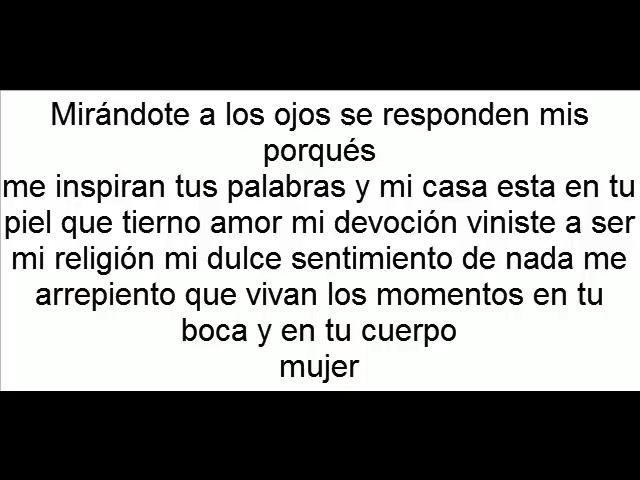 Mirándote a los ojos se responden mis
porqués
me inspiran tus palabras y mi casa esta en tu
piel que tierno amor mi devoción viniste a ser
mi religión mi dulce sentimiento de nada me
arrepiento que vivan los momentos en tu
boca y en tu cuerpo
mujer